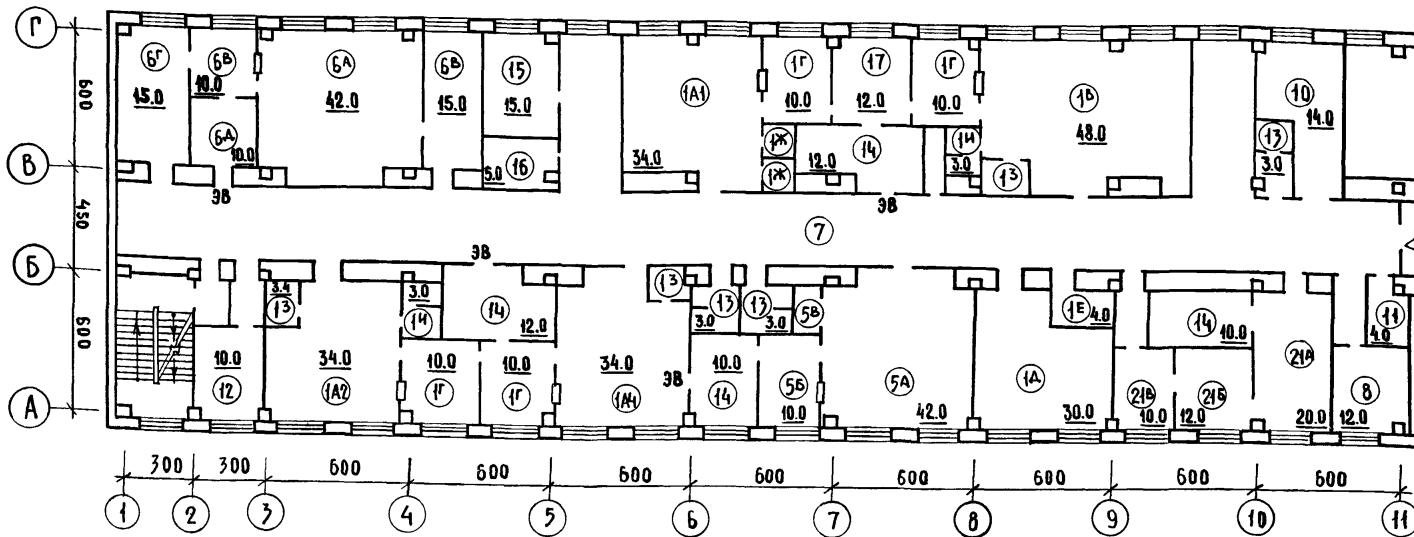 Г
6Г 6В 6А 6В 15 1А1 1Г 17 1Г 1В 10
15.0 10.0 42.0 15.0 15.0 10.0 12.0 10.0 48.0 14.0
600
6Д 10.0 5.0 16 34.0 1Ж 12.0 14 1И 3.0 13 13 3.0
1Ж
В
ЭВ ЭВ
450
7
ЭВ
Б
3.4 3.0 13 13 13 5В 1Е 11
13 1И 14 12.0 3.0 3.0 4.0 14 10.0 4.0
600
10.0 34.0 10.0 10.0 34.0 ЭВ 10.0 21А
12 1А2 1Г 1Г 1А4 14 5Б 5А 1Д 21В 21Б 8
10.0 42.0 30.0 10.0 12.0 20.0 12.0
А
300 300 600 600 600 600 600 600 600 600
1 2 3 4 5 6 7 8 9 10 11